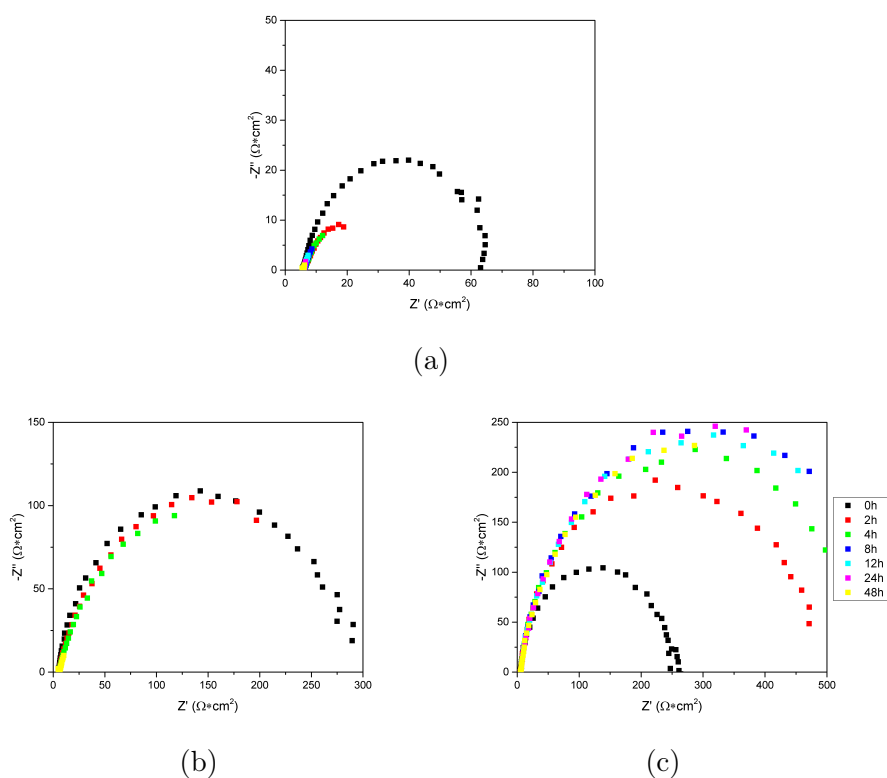 50
40
30
20
10
0
-Z" (Ω*cm²)
0 20 40 60 80 100
Z' (Ω*cm²)
(a)
150
100
50
0
-Z" (Ω*cm²)
0 50 100 150 200 250 300
Z' (Ω*cm²)
(b)
250
200
150
100
50
0
-Z" (Ω*cm²)
0 100 200 300 400 500
Z' (Ω*cm²)
0h
2h
4h
8h
12h
24h
48h
(c)